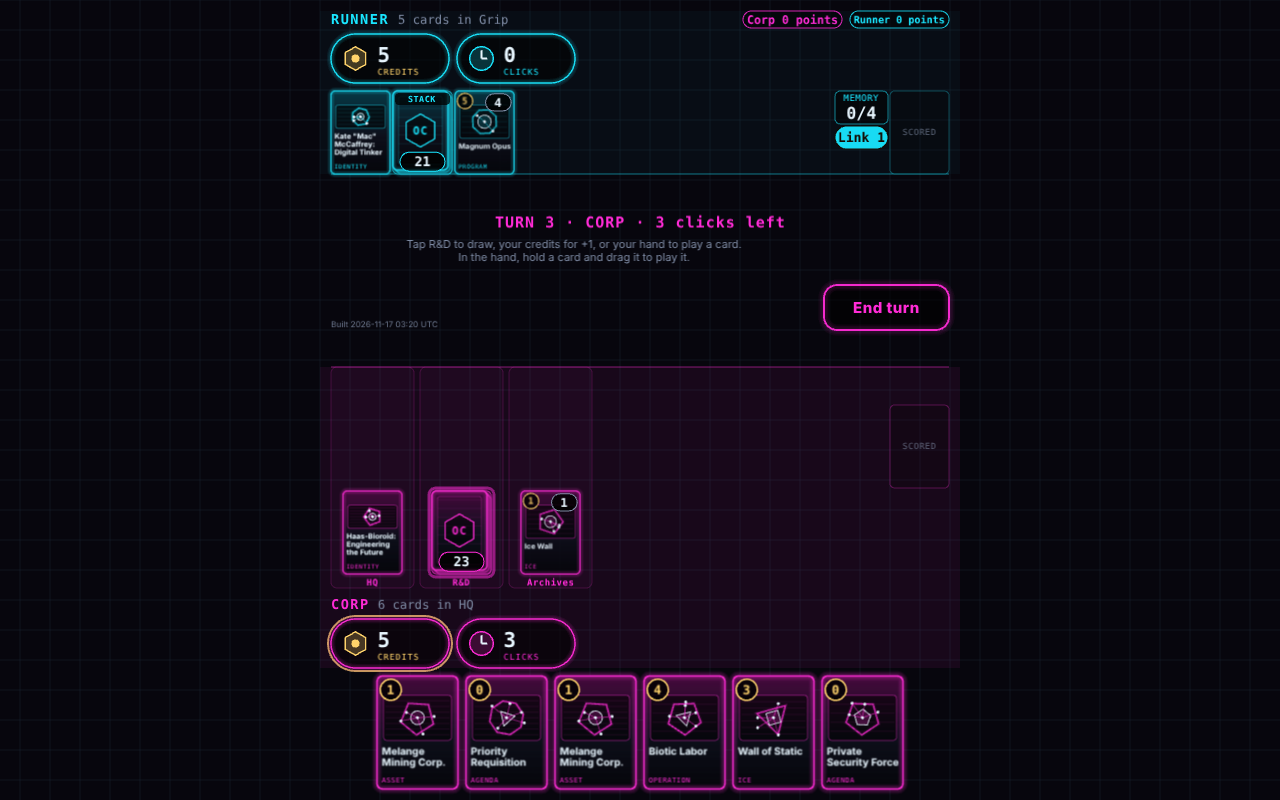 RUNNER 5 cards in Grip
Corp 0 points
Runner 0 points
5
CREDITS
0
CLICKS
Kate "Mac"
McCaffrey:
Digital Tinker
IDENTITY
STACK
OC
21
5
4
Magnum Opus
PROGRAM
MEMORY
0/4
Link 1
SCORED
TURN 3 · CORP · 3 clicks left
Tap R&D to draw, your credits for +1, or your hand to play a card.
In the hand, hold a card and drag it to play it.
End turn
Built 2026-11-17 03:20 UTC
SCORED
Haas-Bioroid:
Engineering
the Future
IDENTITY
HQ
OC
23
R&D
1
1
Ice Wall
ICE
Archives
CORP 6 cards in HQ
5
CREDITS
3
CLICKS
1
Melange
Mining Corp.
ASSET
0
Priority
Requisition
AGENDA
1
Melange
Mining Corp.
ASSET
4
Biotic Labor
OPERATION
3
Wall of Static
ICE
0
Private
Security Force
AGENDA